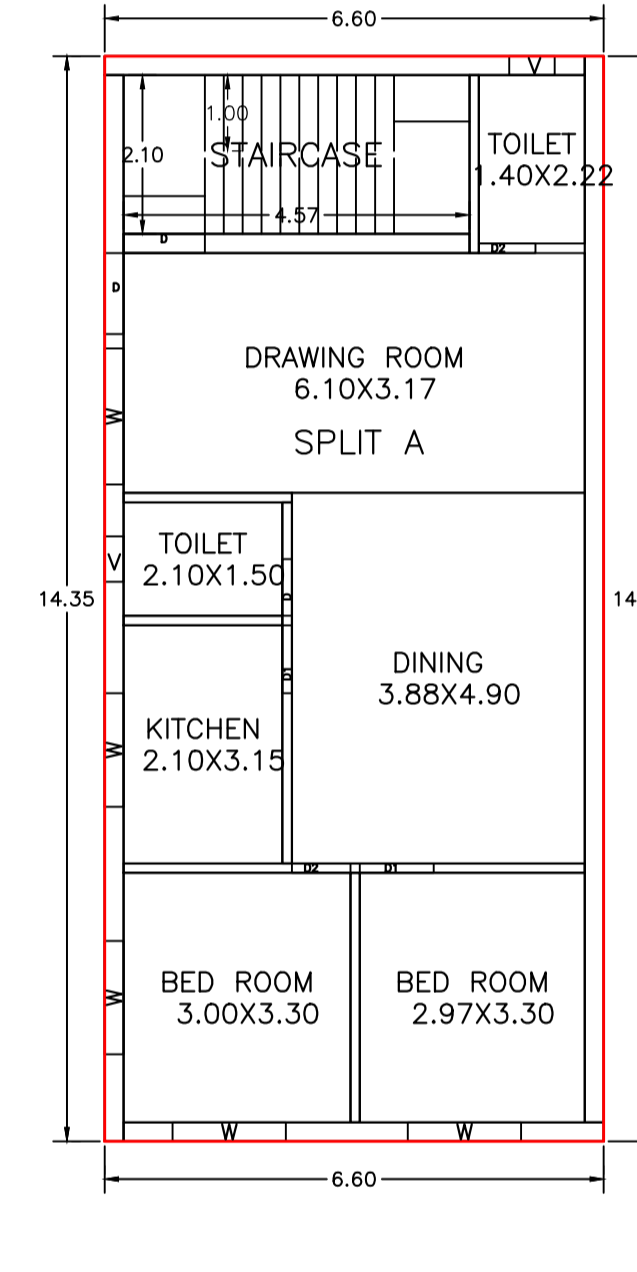 6.60
V
1.00
TOILET
1.40X2.22
2.10
STAIRCASE
4.57
D
D2
D
DRAWING ROOM
6.10X3.17
W
SPLIT A
TOILET
2.10X1.50
V
D
14.35
14
DINING
3.88X4.90
D1
KITCHEN
2.10X3.15
W
D2
D1
BED ROOM
3.00X3.30
BED ROOM
2.97X3.30
W
W
W
6.60